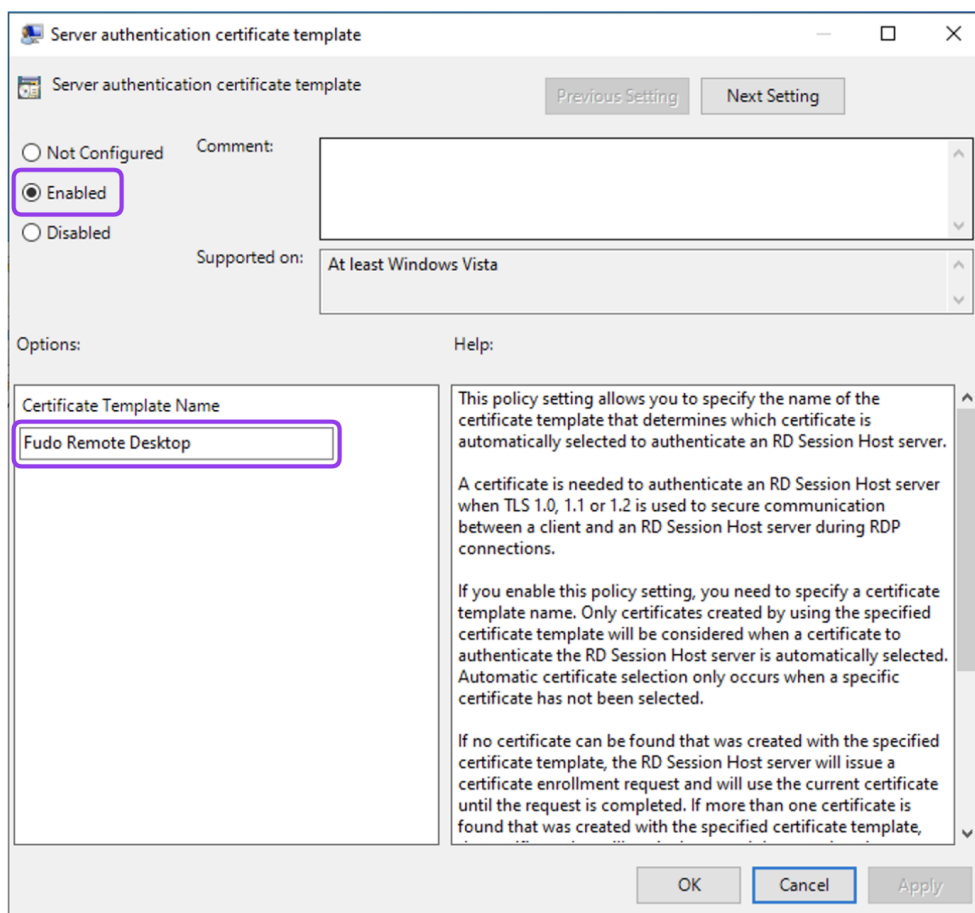 Server authentication certificate template
Server authentication certificate template
Previous Setting
Next Setting
Not Configured
Comment:
Enabled
Disabled
Supported on:
At least Windows Vista
Options:
Help:
Certificate Template Name
Fudo Remote Desktop
This policy setting allows you to specify the name of the
certificate template that determines which certificate is
automatically selected to authenticate an RD Session Host server.
A certificate is needed to authenticate an RD Session Host server
when TLS 1.0, 1.1 or 1.2 is used to secure communication
between a client and an RD Session Host server during RDP
connections.
If you enable this policy setting, you need to specify a certificate
template name. Only certificates created by using the specified
certificate template will be considered when a certificate to
authenticate the RD Session Host server is automatically selected.
Automatic certificate selection only occurs when a specific
certificate has not been selected.
If no certificate can be found that was created with the specified
certificate template, the RD Session Host server will issue a
certificate enrollment request and will use the current certificate
until the request is completed. If more than one certificate is
found that was created with the specified certificate template,
OK
Cancel
Apply